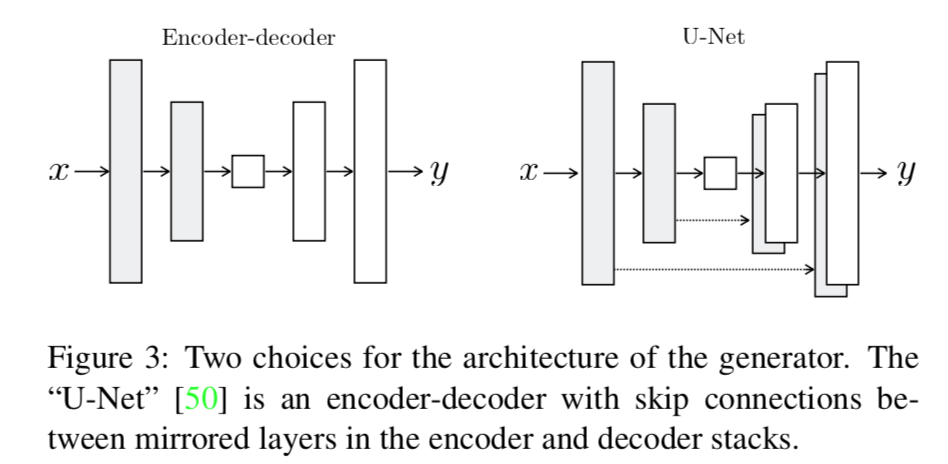 Encoder-decoder
U-Net
x
y
x
y
Figure 3: Two choices for the architecture of the generator. The
“U-Net” [50] is an encoder-decoder with skip connections be-
tween mirrored layers in the encoder and decoder stacks.